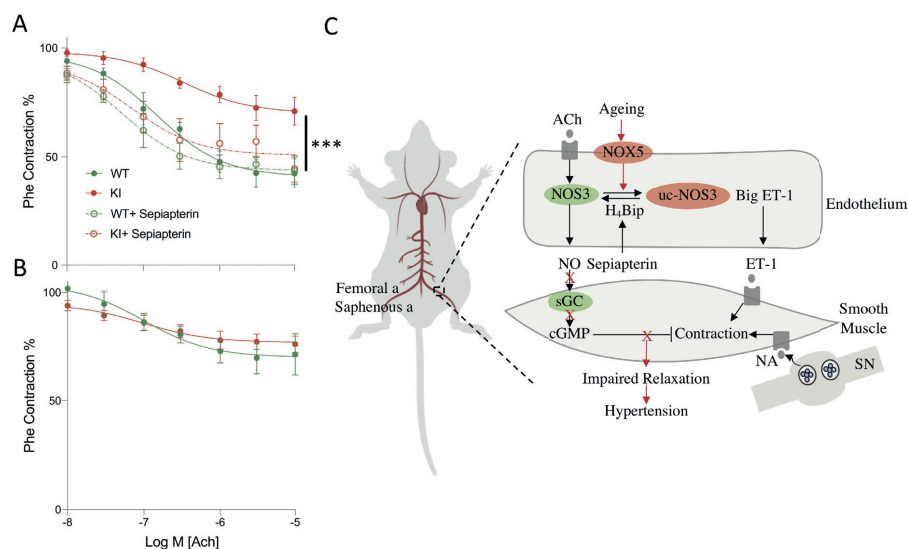 A
Phe Contraction %
100
50
0
WT
KI
WT+ Sepiapterin
KI+ Sepiapterin
***
B
Phe Contraction %
100
50
0
-8
-7
-6
-5
Log M [Ach]
C
Femoral a
Saphenous a
ACh
Ageing
NOX5
NOS3
H₄Bip
uc-NOS3
Big ET-1
Endothelium
NO
Sepiapterin
ET-1
X
sGC
X
cGMP
X
Contraction
Smooth
Muscle
NA
SN
Impaired Relaxation
Hypertension